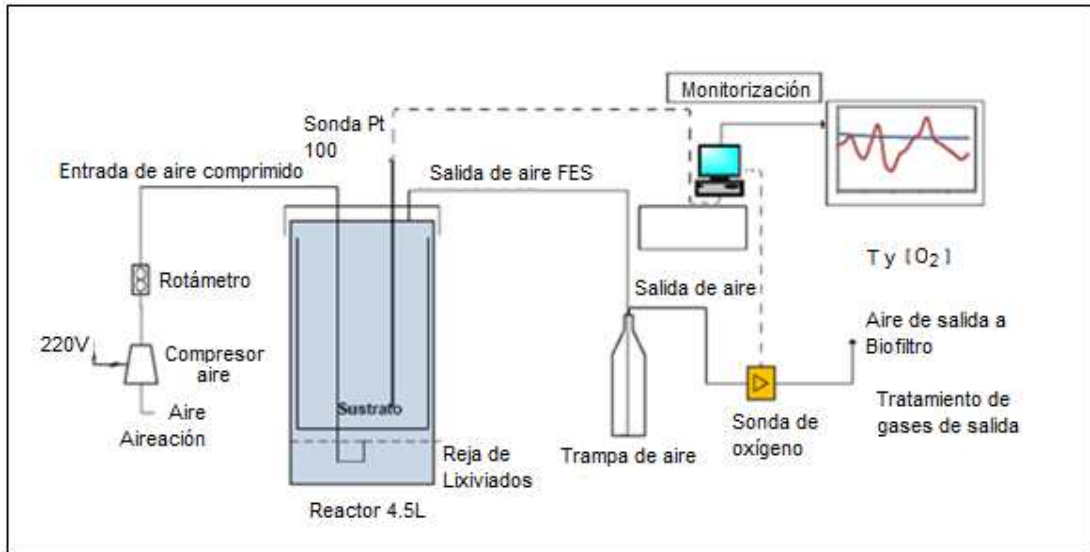 Monitorización
Sonda Pt
100
Entrada de aire comprimido
Salida de aire FES
T y [O2]
Rotámetro
Salida de aire
Aire de salida a
Biofiltro
220V
Compresor
aire
Sustrato
Aire
Aireación
Sonda de
oxígeno
Tratamiento de
gases de salida
Reja de
Lixiviados
Trampa de aire
Reactor 4.5L